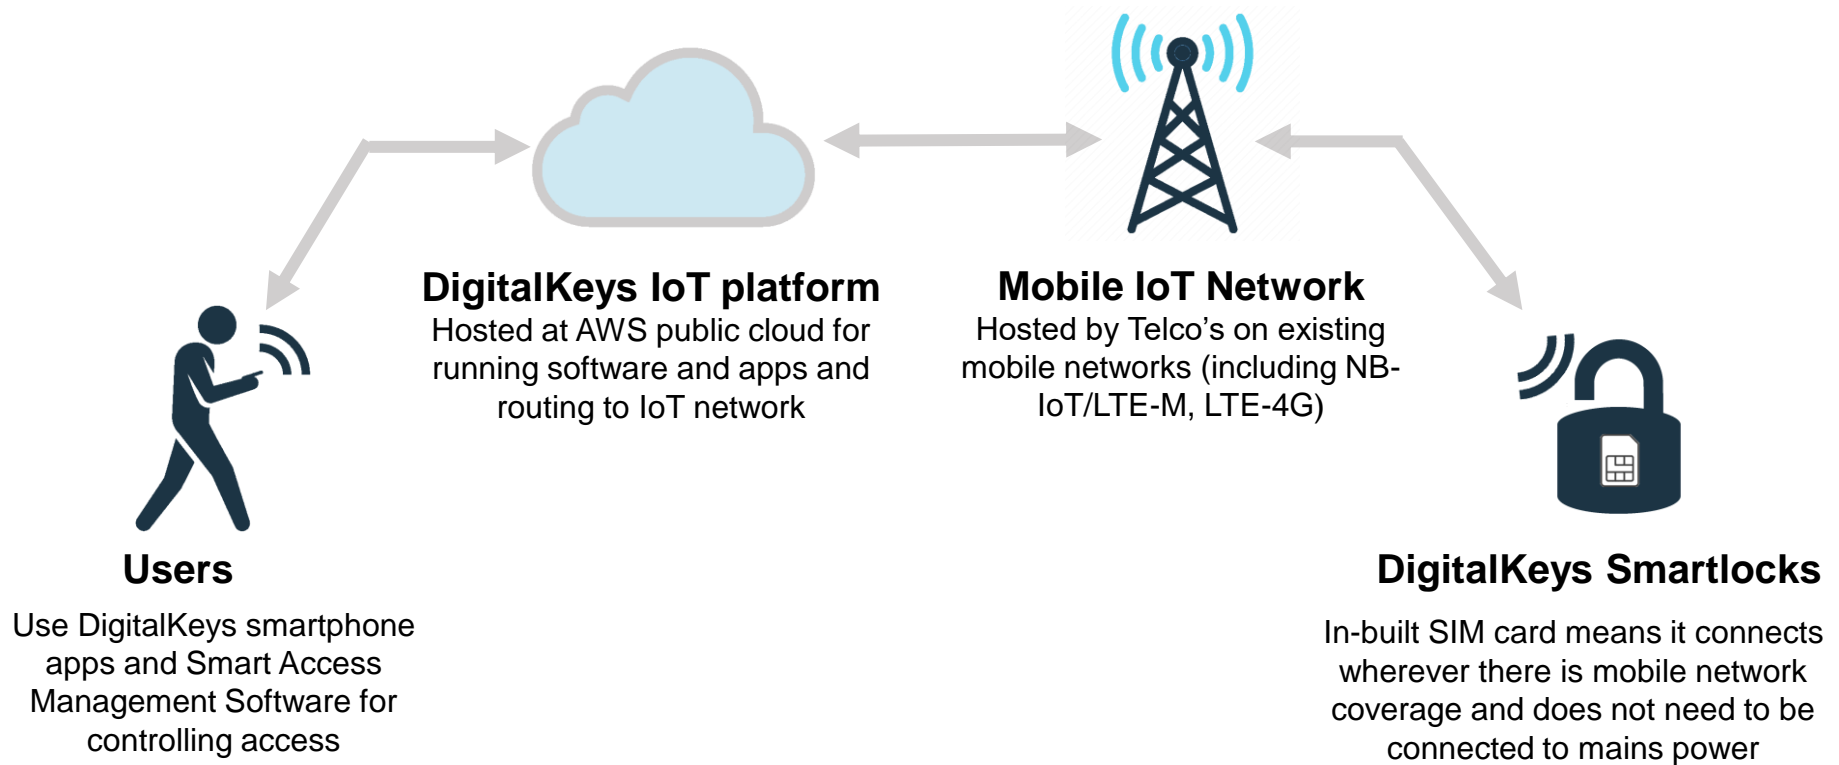 DigitalKeys IoT platform
Hosted at AWS public cloud for
running software and apps and
routing to IoT network
Mobile IoT Network
Hosted by Telco’s on existing
mobile networks (including NB-
IoT/LTE-M, LTE-4G)
Users
Use DigitalKeys smartphone
apps and Smart Access
Management Software for
controlling access
DigitalKeys Smartlocks
In-built SIM card means it connects
wherever there is mobile network
coverage and does not need to be
connected to mains power